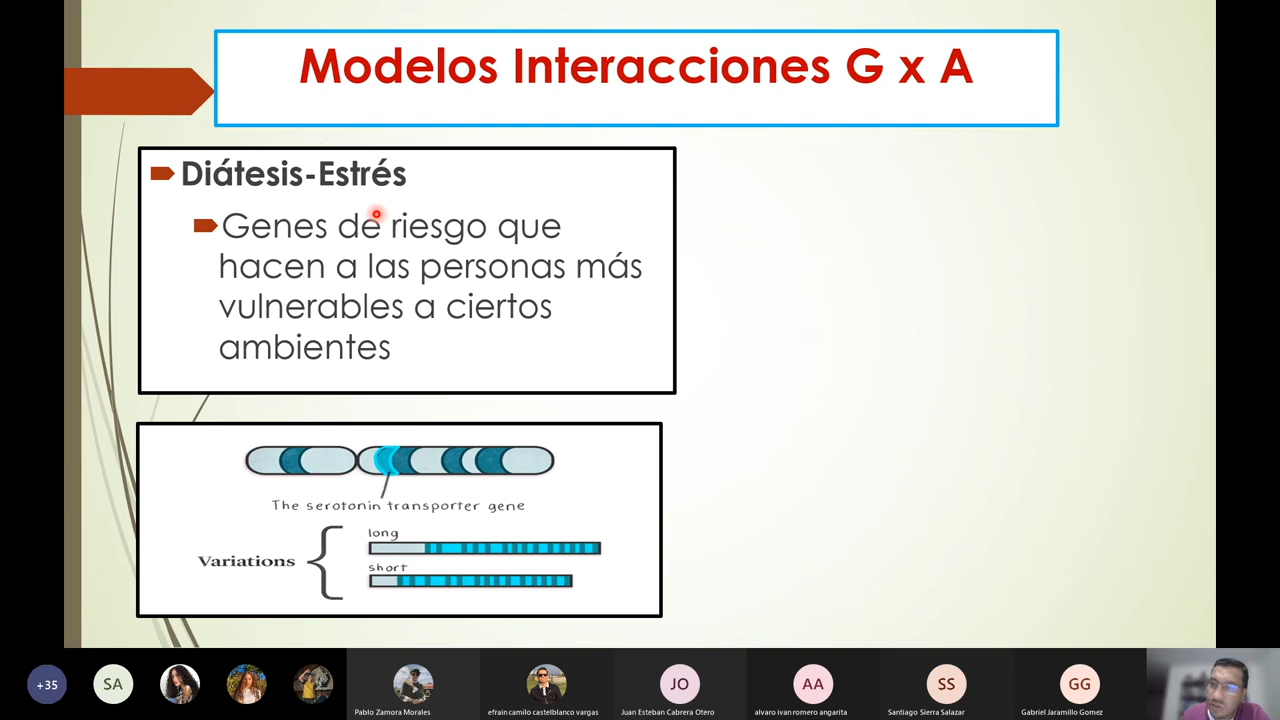 Modelos Interacciones G x A
Diátesis-Estrés
Genes de riesgo que
hacen a las personas más
vulnerables a ciertos
ambientes
The serotonin transporter gene
Variations
long
short
+35
SA
Pablo Zamora Morales
efrain camilo castelblanco vargas
JO
Juan Esteban Cabrera Otero
AA
alvaro ivan romero angarita
SS
Santiago Sierra Salazar
GG
Gabriel Jaramillo Gomez